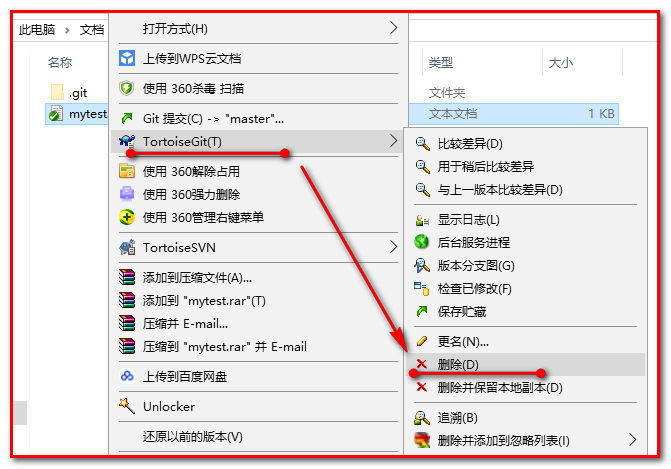 此电脑 > 文档
名称
类型
大小
.git
文件夹
mytest.
文本文档
1 KB
打开方式(H)
上传到WPS云文档
使用 360杀毒 扫描
Git 提交(C) -> "master"...
TortoiseGit(T)
使用 360解除占用
使用 360强力删除
使用 360管理右键菜单
TortoiseSVN
添加到压缩文件(A)...
添加到 "mytest.rar"(T)
压缩并 E-mail...
压缩到 "mytest.rar" 并 E-mail
上传到百度网盘
Unlocker
还原以前的版本(V)
比较差异(D)
用于稍后比较差异
与上一版本比较差异(D)
显示日志(L)
后台服务进程
版本分支图(G)
检查已修改(F)
保存贮藏
更名(N)...
删除(D)
删除并保留本地副本(D)
追溯(B)
删除并添加到忽略列表(I)